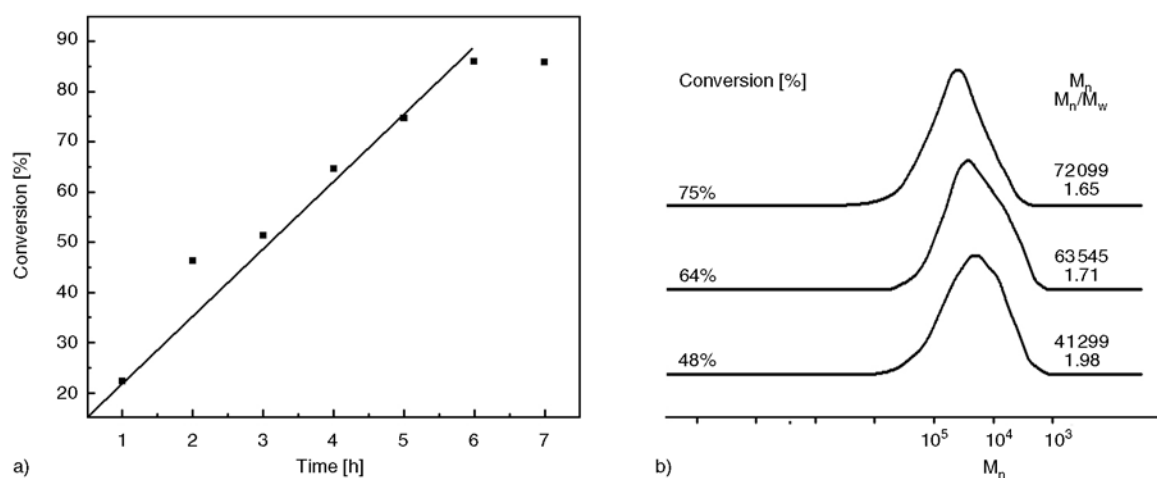 90
80
70
60
50
40
30
20
Conversion [%]
1 2 3 4 5 6 7
Time [h]
a)
Conversion [%]
Mn
Mn/Mw
75%
72099
1.65
64%
63545
1.71
48%
41299
1.98
10⁵ 10⁴ 10³
Mn
b)